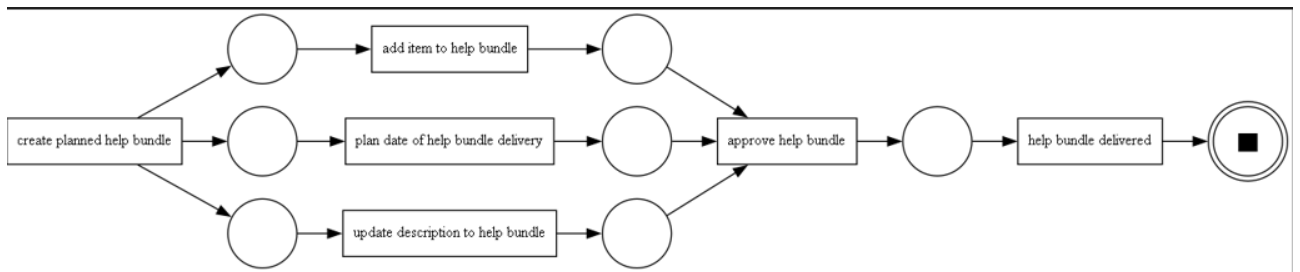 add item to help bundle
create planned help bundle
plan date of help bundle delivery
approve help bundle
help bundle delivered
update description to help bundle